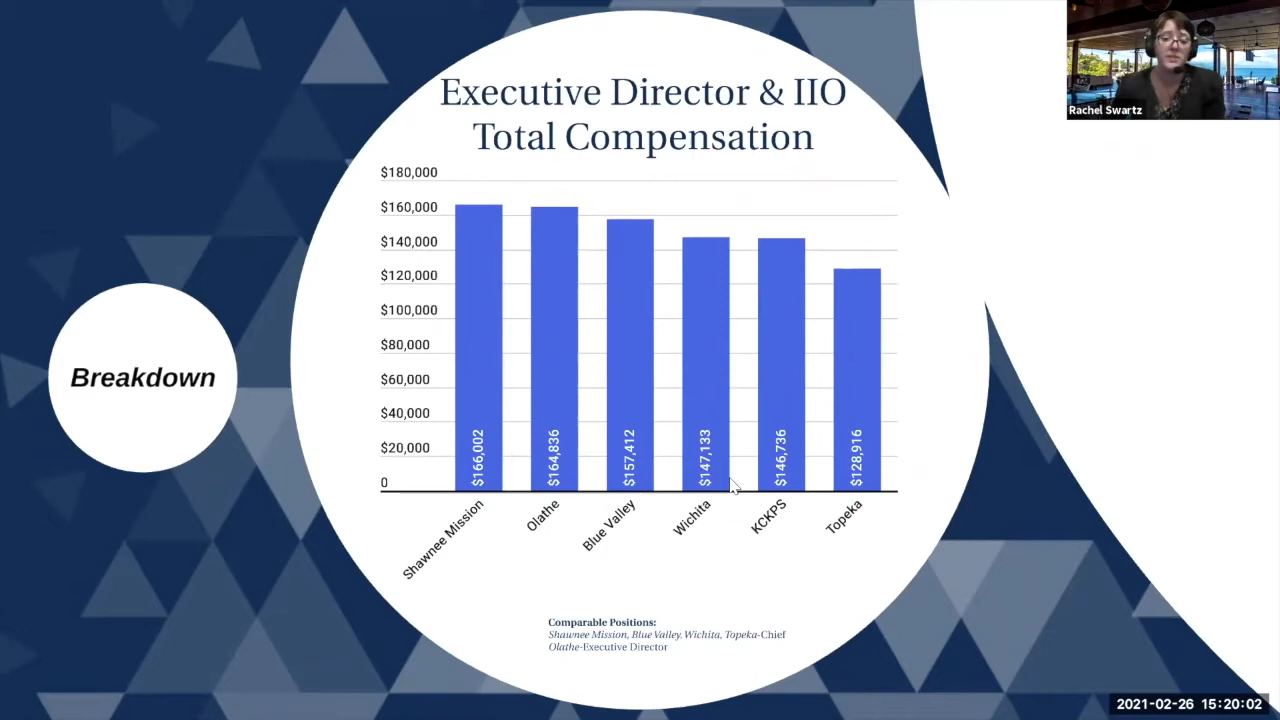 Executive Director & IIO
Total Compensation
Rachel Swartz
$180,000
$160,000
$140,000
$120,000
$100,000
$80,000
$60,000
$40,000
$20,000
0
$166,002
$164,836
$157,412
$147,133
$146,736
$128,916
Shawnee Mission
Olathe
Blue Valley
Wichita
KCKPS
Topeka
Breakdown
Comparable Positions:
Shawnee Mission, Blue Valley, Wichita, Topeka-Chief
Olathe-Executive Director
2021-02-26 15:20:02